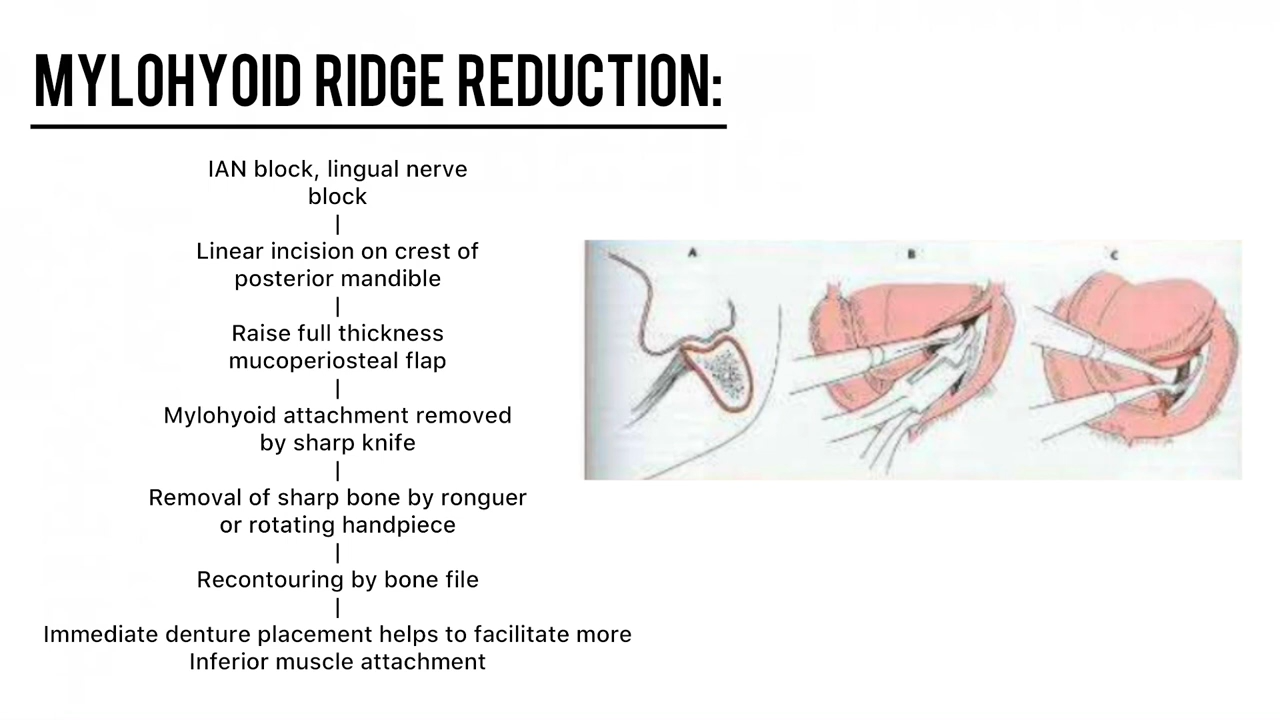 MYLOHYOID RIDGE REDUCTION:
IAN block, lingual nerve
block
|
Linear incision on crest of
posterior mandible
|
Raise full thickness
mucoperiosteal flap
|
Mylohyoid attachment removed
by sharp knife
|
Removal of sharp bone by ronguer
or rotating handpiece
|
Recontouring by bone file
|
Immediate denture placement helps to facilitate more
Inferior muscle attachment
A B C